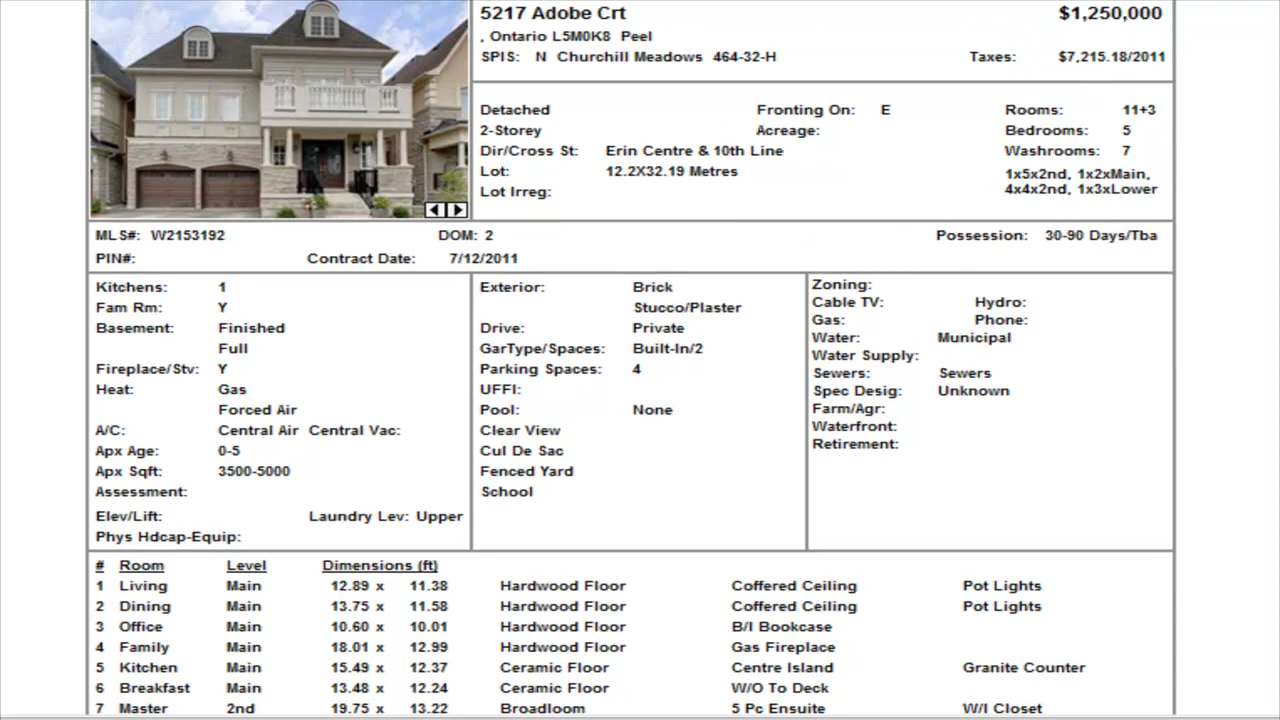 5217 Adobe Crt $1,250,000
, Ontario L5M0K8 Peel
SPIS: N Churchill Meadows 464-32-H Taxes: $7,215.18/2011
Detached Fronting On: E Rooms: 11+3
2-Storey Acreage: Bedrooms: 5
Dir/Cross St: Erin Centre & 10th Line Washrooms: 7
Lot: 12.2X32.19 Metres 1x5x2nd, 1x2xMain,
Lot Irreg: 4x4x2nd, 1x3xLower
MLS#: W2153192 DOM: 2 Possession: 30-90 Days/Tba
PIN#: Contract Date: 7/12/2011
Kitchens: 1
Fam Rm: Y
Basement: Finished
Full
Fireplace/Stv: Y
Heat: Gas
Forced Air
A/C: Central Air Central Vac:
Apx Age: 0-5
Apx Sqft: 3500-5000
Assessment:
Elev/Lift: Laundry Lev: Upper
Phys Hdcap-Equip:
Exterior: Brick
Stucco/Plaster
Drive: Private
GarType/Spaces: Built-In/2
Parking Spaces: 4
UFFI:
Pool: None
Clear View
Cul De Sac
Fenced Yard
School
Zoning:
Cable TV: Hydro:
Gas: Phone:
Water: Municipal
Water Supply:
Sewers: Sewers
Spec Desig: Unknown
Farm/Agr:
Waterfront:
Retirement:
# Room Level Dimensions (ft)
1 Living Main 12.89 x 11.38 Hardwood Floor Coffered Ceiling Pot Lights
2 Dining Main 13.75 x 11.58 Hardwood Floor Coffered Ceiling Pot Lights
3 Office Main 10.60 x 10.01 Hardwood Floor B/I Bookcase
4 Family Main 18.01 x 12.99 Hardwood Floor Gas Fireplace
5 Kitchen Main 15.49 x 12.37 Ceramic Floor Centre Island Granite Counter
6 Breakfast Main 13.48 x 12.24 Ceramic Floor W/O To Deck
7 Master 2nd 19.75 x 13.22 Broadloom 5 Pc Ensuite W/I Closet